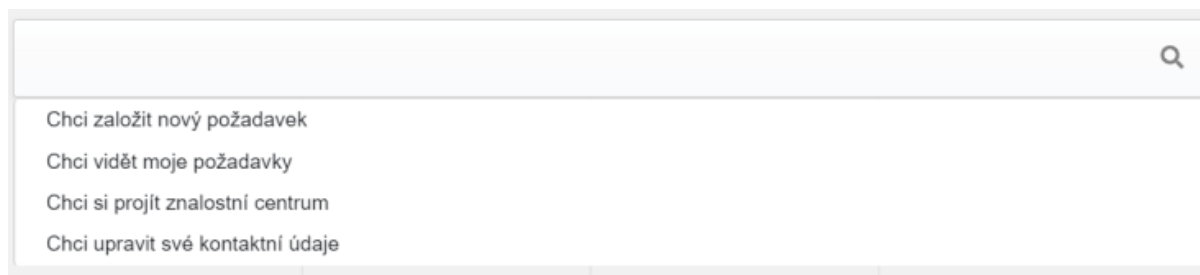 Chci založit nový požadavek
Chci vidět moje požadavky
Chci si projít znalostní centrum
Chci upravit své kontaktní údaje